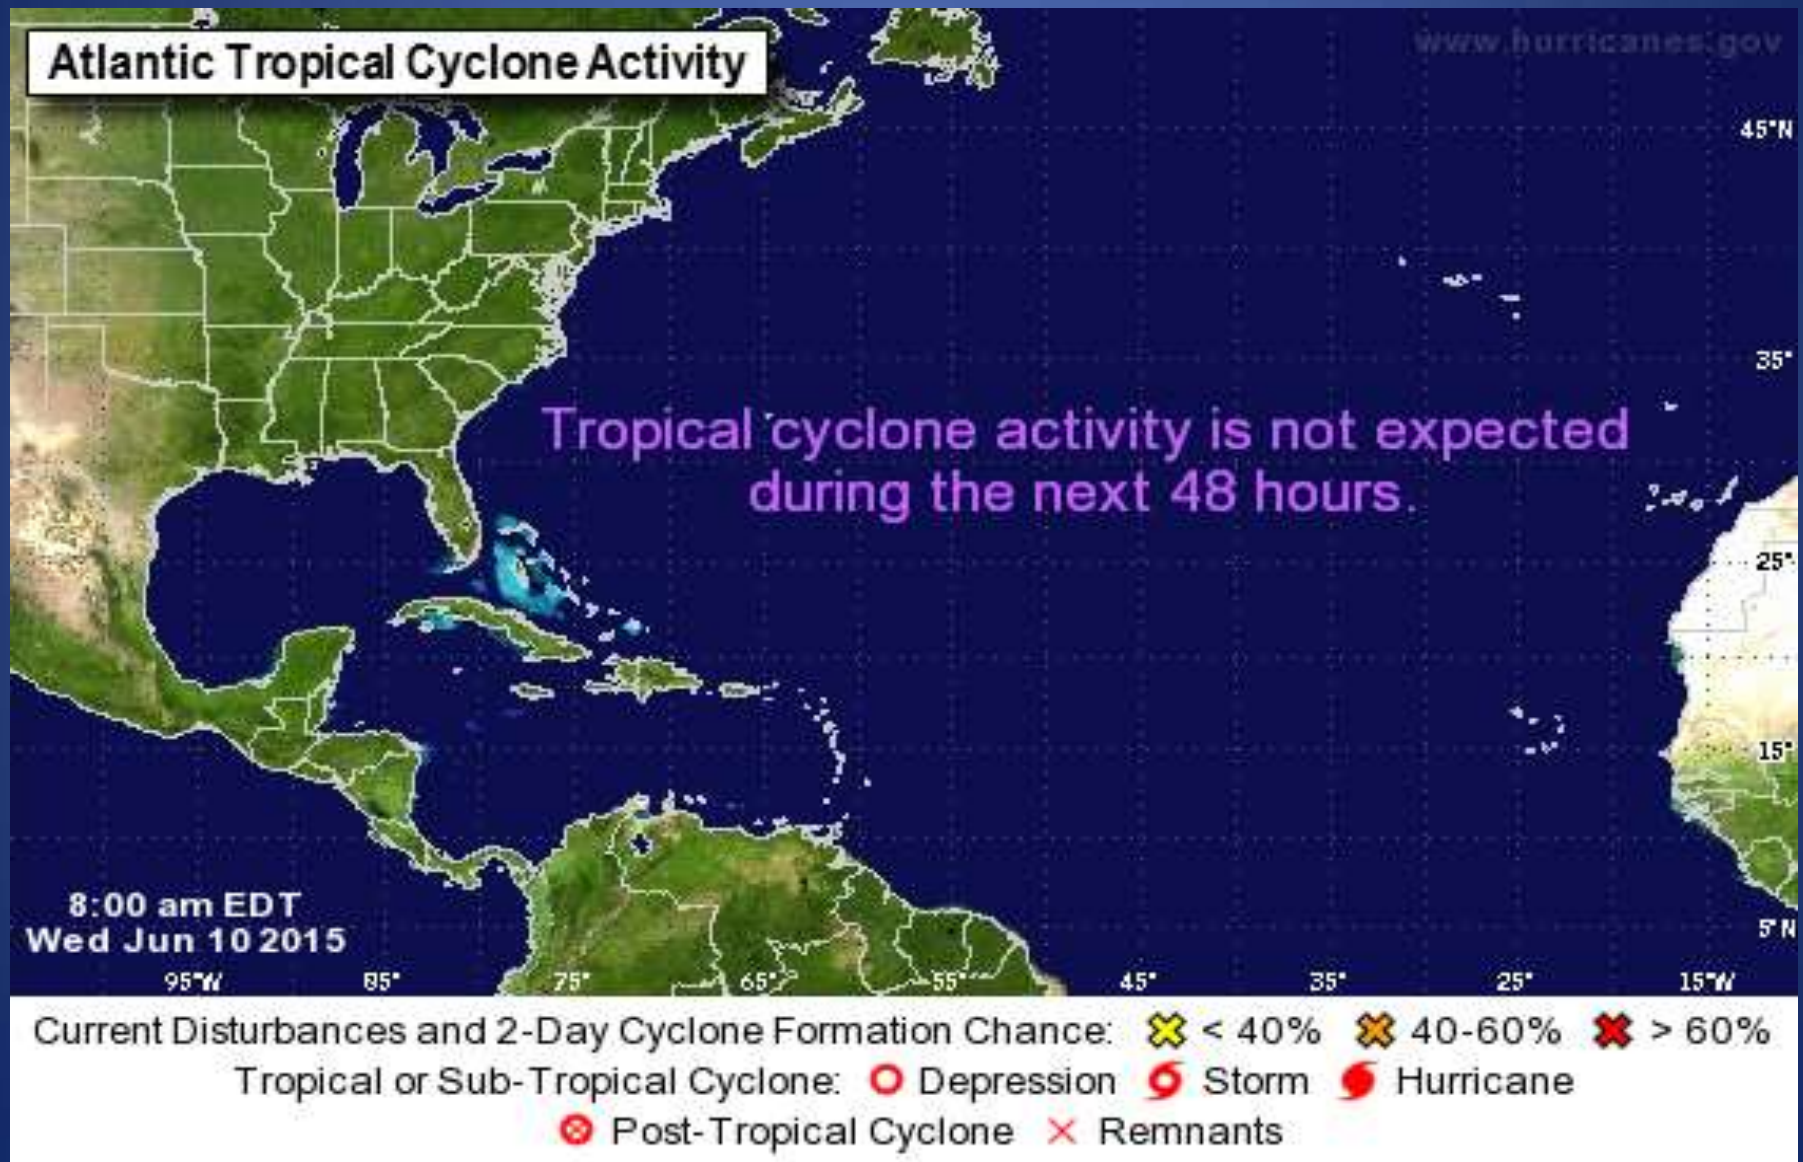 Atlantic Tropical Cyclone Activity
www.hurricanes.gov
45°N
35°
Tropical cyclone activity is not expected
during the next 48 hours.
25°
15°
8:00 am EDT
Wed Jun 10 2015
5°N
95°W 85° 75° 65° 55° 45° 35° 25° 15°W
Current Disturbances and 2-Day Cyclone Formation Chance: < 40% 40-60% > 60%
Tropical or Sub-Tropical Cyclone: Depression Storm Hurricane
Post-Tropical Cyclone Remnants